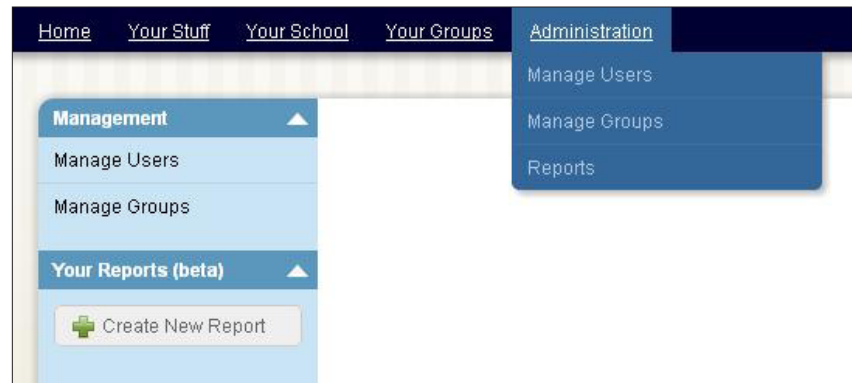 Home Your Stuff Your School Your Groups Administration
Manage Users
Manage Groups
Reports
Management
Manage Users
Manage Groups
Your Reports (beta)
Create New Report